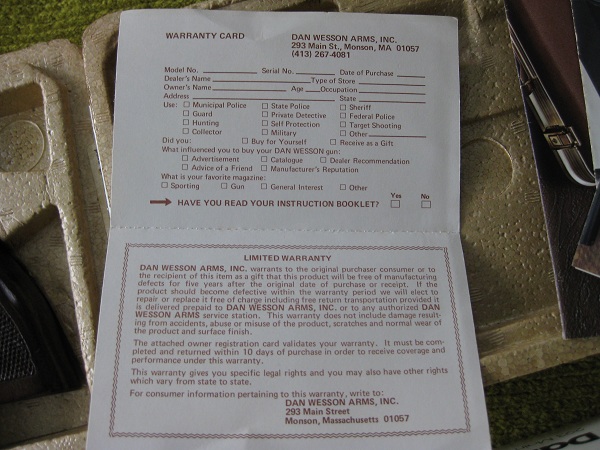 WARRANTY CARD
DAN WESSON ARMS, INC.
293 Main St., Monson, MA 01057
(413) 267-4081
Model No. Serial No. Date of Purchase
Dealer's Name Type of Store
Owner's Name Age Occupation
Address State
Use: □ Municipal Police □ State Police □ Sheriff
□ Guard □ Private Detective □ Federal Police
□ Hunting □ Self Protection □ Target Shooting
□ Collector □ Military □ Other
Did you: □ Buy for Yourself □ Receive as a Gift
What influenced you to buy your DAN WESSON gun:
□ Advertisement □ Catalogue □ Dealer Recommendation
□ Advice of a Friend □ Manufacturer's Reputation
What is your favorite magazine:
□ Sporting □ Gun □ General Interest □ Other
Yes No
HAVE YOU READ YOUR INSTRUCTION BOOKLET? □ □
LIMITED WARRANTY
DAN WESSON ARMS, INC. warrants to the original purchaser consumer or to
the recipient of this item as a gift that this product will be free of manufacturing
defects for five years after the original date of purchase or receipt. If the
product should become defective within the warranty period we will elect to
repair or replace it free of charge including free return transportation provided it
is delivered prepaid to DAN WESSON ARMS, INC. or to any authorized DAN
WESSON ARMS service station. This warranty does not include damage result-
ing from accidents, abuse or misuse of the product, scratches and normal wear of
the product and surface finish.
The attached owner registration card validates your warranty. It must be com-
pleted and returned within 10 days of purchase in order to receive coverage and
performance under this warranty.
This warranty gives you specific legal rights and you may also have other rights
which vary from state to state.
For consumer information pertaining to this warranty, write to:
DAN WESSON ARMS, INC.
293 Main Street
Monson, Massachusetts 01057